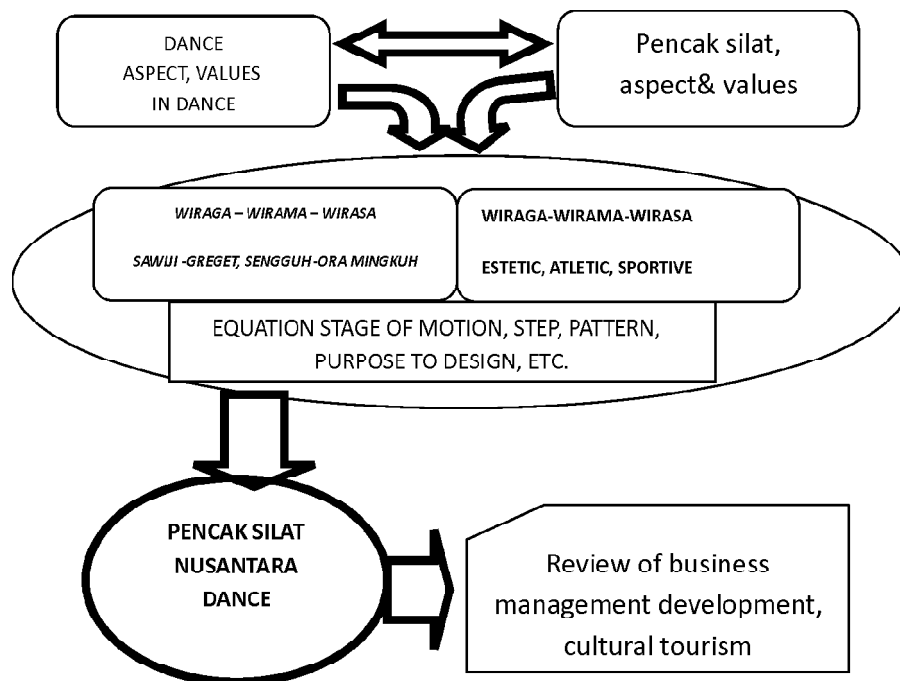 DANCE
ASPECT, VALUES
IN DANCE
Pencak silat,
aspect& values
WIRAGA – WIRAMA – WIRASA
SAWIJI -GREGET, SENGGUH-ORA MINGKUH
WIRAGA-WIRAMA-WIRASA
ESTETIC, ATLETIC, SPORTIVE
EQUATION STAGE OF MOTION, STEP, PATTERN,
PURPOSE TO DESIGN, ETC.
PENCAK SILAT
NUSANTARA
DANCE
Review of business
management development,
cultural tourism